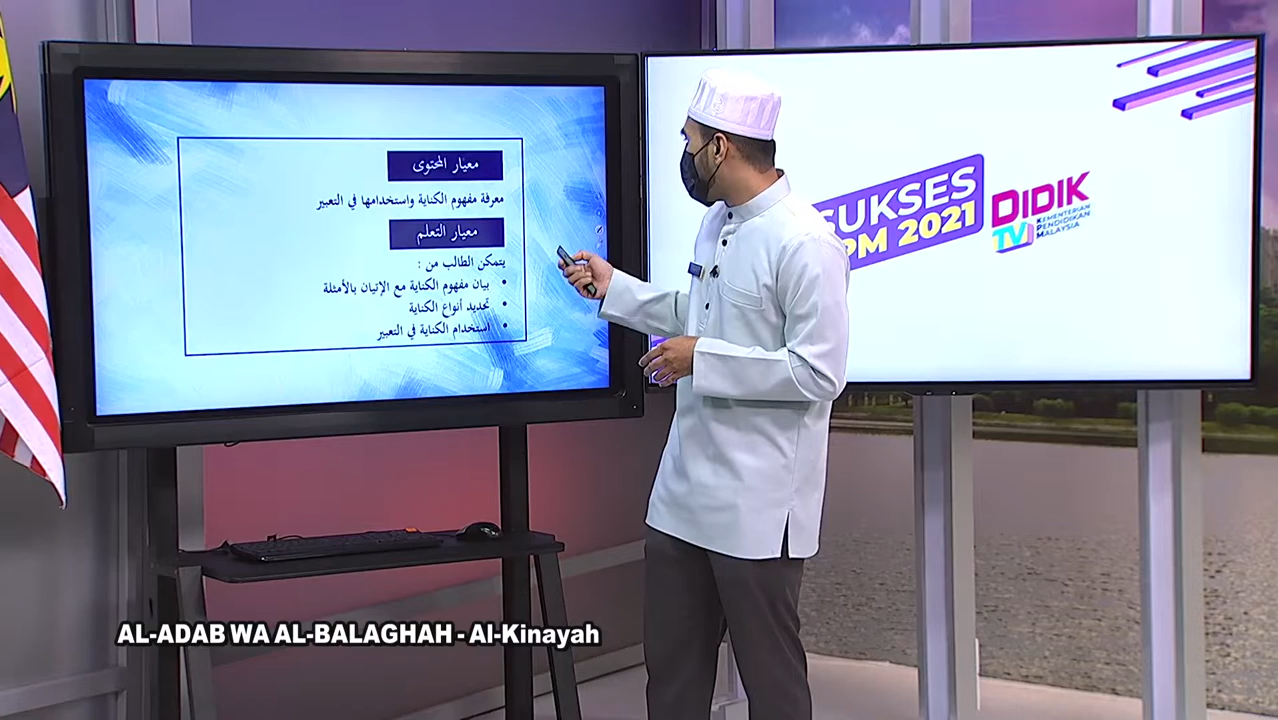 معيار المحتوى
معرفة مفهوم الكناية واستخدامها في التعبير
معيار التعلم
يتمكن الطالب من :
• بيان مفهوم الكناية مع الإتيان بالأمثلة
• تحديد أنواع الكناية
• استخدام الكناية في التعبير
SUKSES
PM 2021
DIDIK
TV
KEMENTERIAN
PENDIDIKAN
MALAYSIA
AL-ADAB WA AL-BALAGHAH - Al-Kinayah